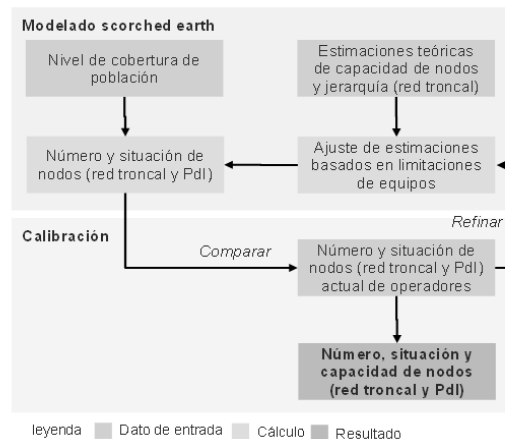 Modelado scorched earth
Nivel de cobertura de
población
Estimaciones teóricas
de capacidad de nodos
y jerarquía (red troncal)
Número y situación de
nodos (red troncal y PdI)
Ajuste de estimaciones
basados en limitaciones
de equipos
Refinar
Calibración
Comparar
Número y situación de
nodos (red troncal y PdI)
actual de operadores
Número, situación y
capacidad de nodos
(red troncal y PdI)
leyenda Dato de entrada Cálculo Resultado